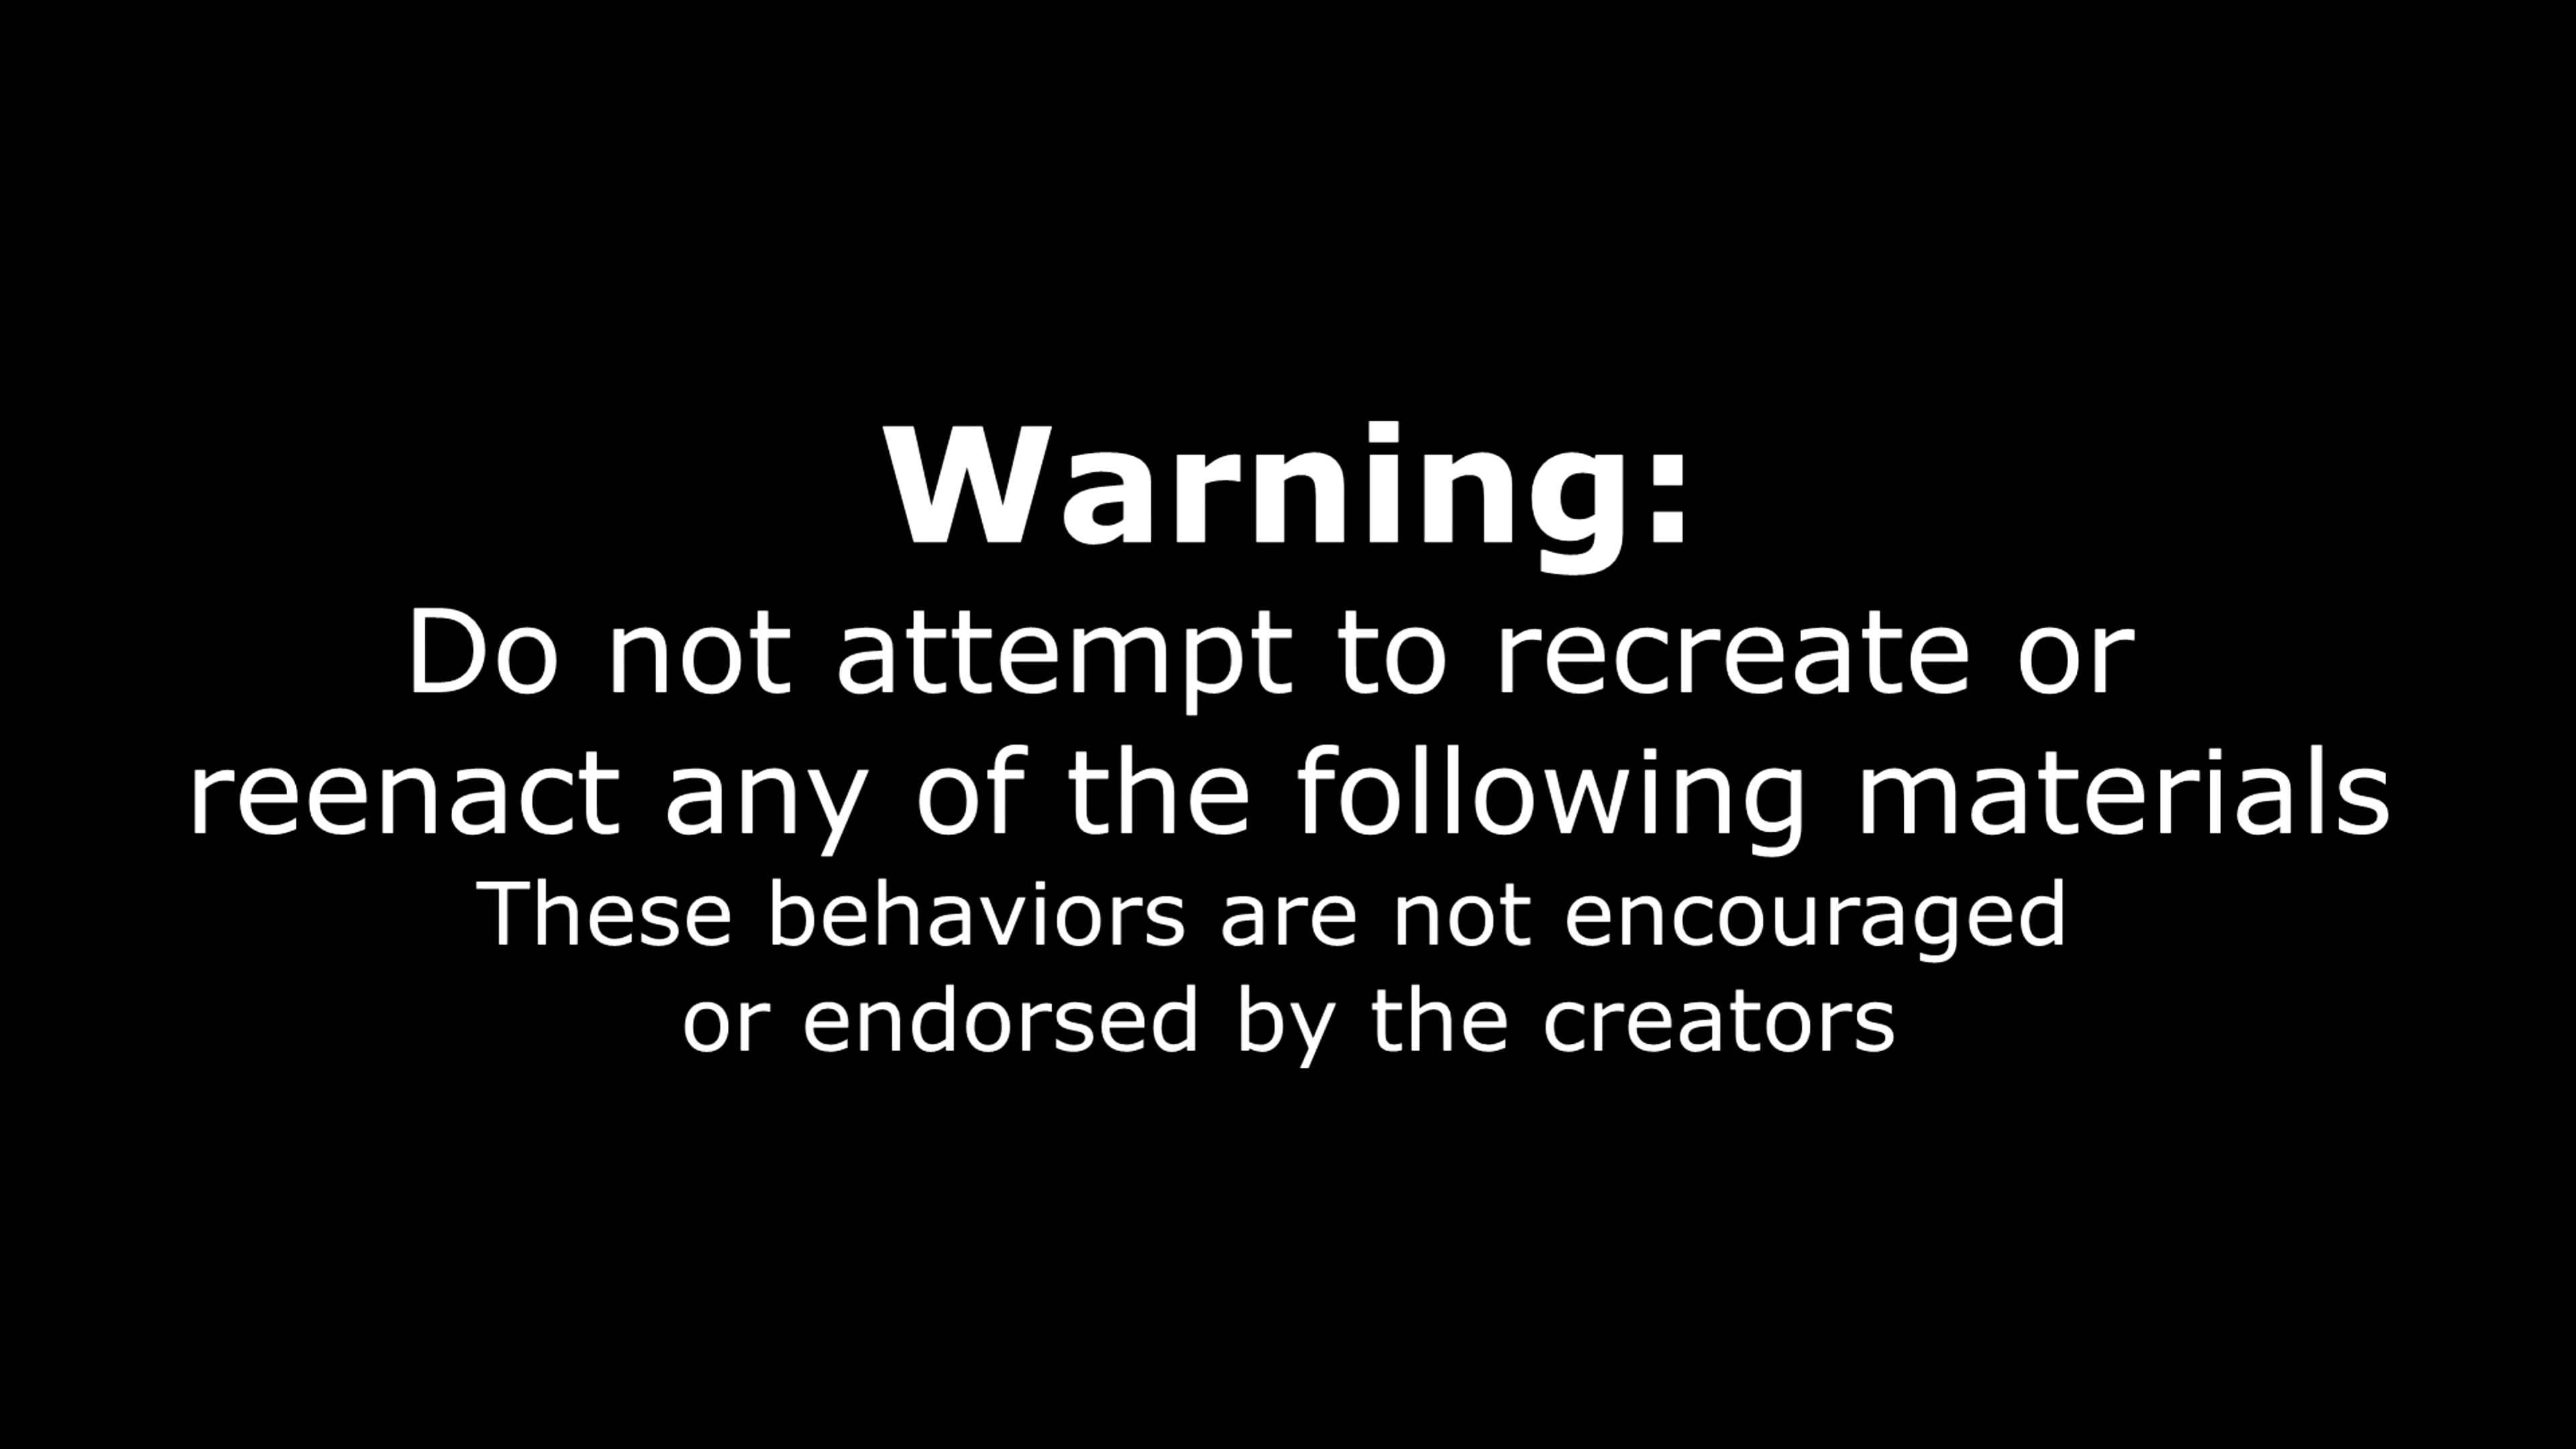 Warning:
Do not attempt to recreate or
reenact any of the following materials
These behaviors are not encouraged
or endorsed by the creators